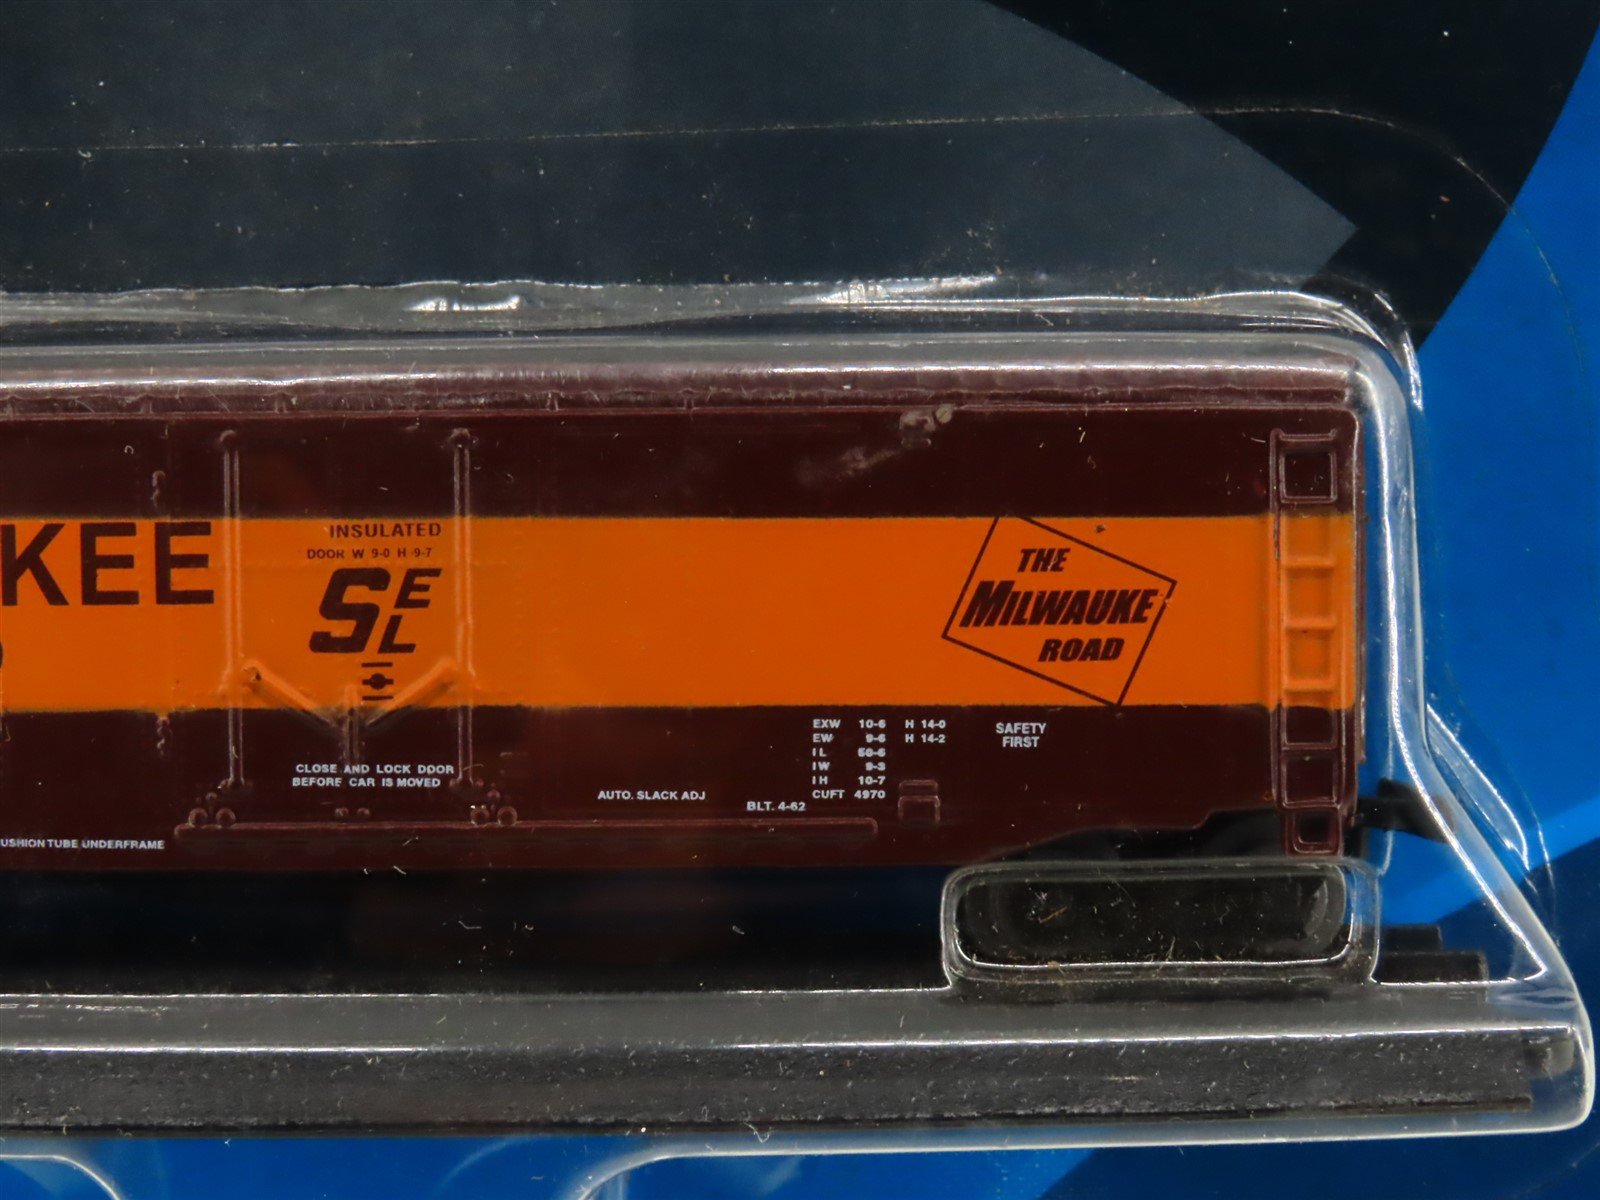 KEE
INSULATED
DOOR W 9-0 H 9-7
SEL
THE
MILWAUKEE
ROAD
EXW 10-6 H 14-0
EW 9-6 H 14-2
IL 50-6
IW 9-3
IH 10-7
CUFT 4970
SAFETY
FIRST
CLOSE AND LOCK DOOR
BEFORE CAR IS MOVED
AUTO. SLACK ADJ
BLT. 4-62
USHION TUBE UNDERFRAME